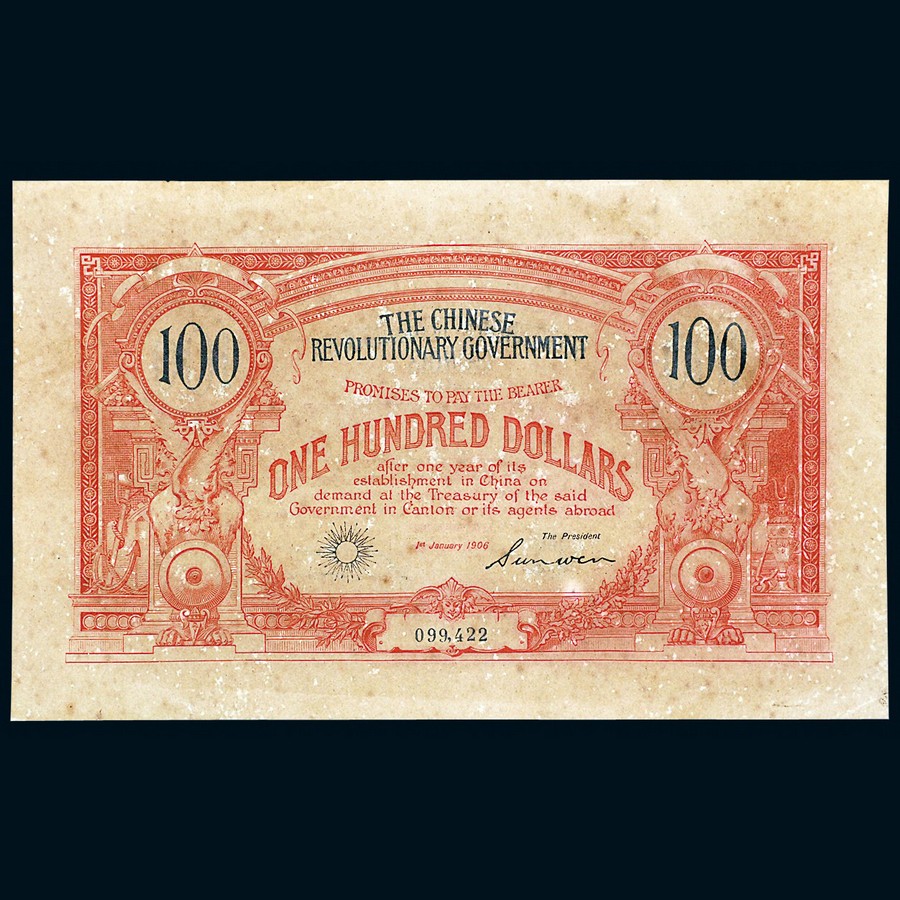 THE CHINESE
REVOLUTIONARY GOVERNMENT
100
100
PROMISES TO PAY THE BEARER
ONE HUNDRED DOLLARS
after one year of its
establishment in China on
demand at the Treasury of the said
Government in Canton or its agents abroad
1st January 1906
The President
Sunwen
099,422